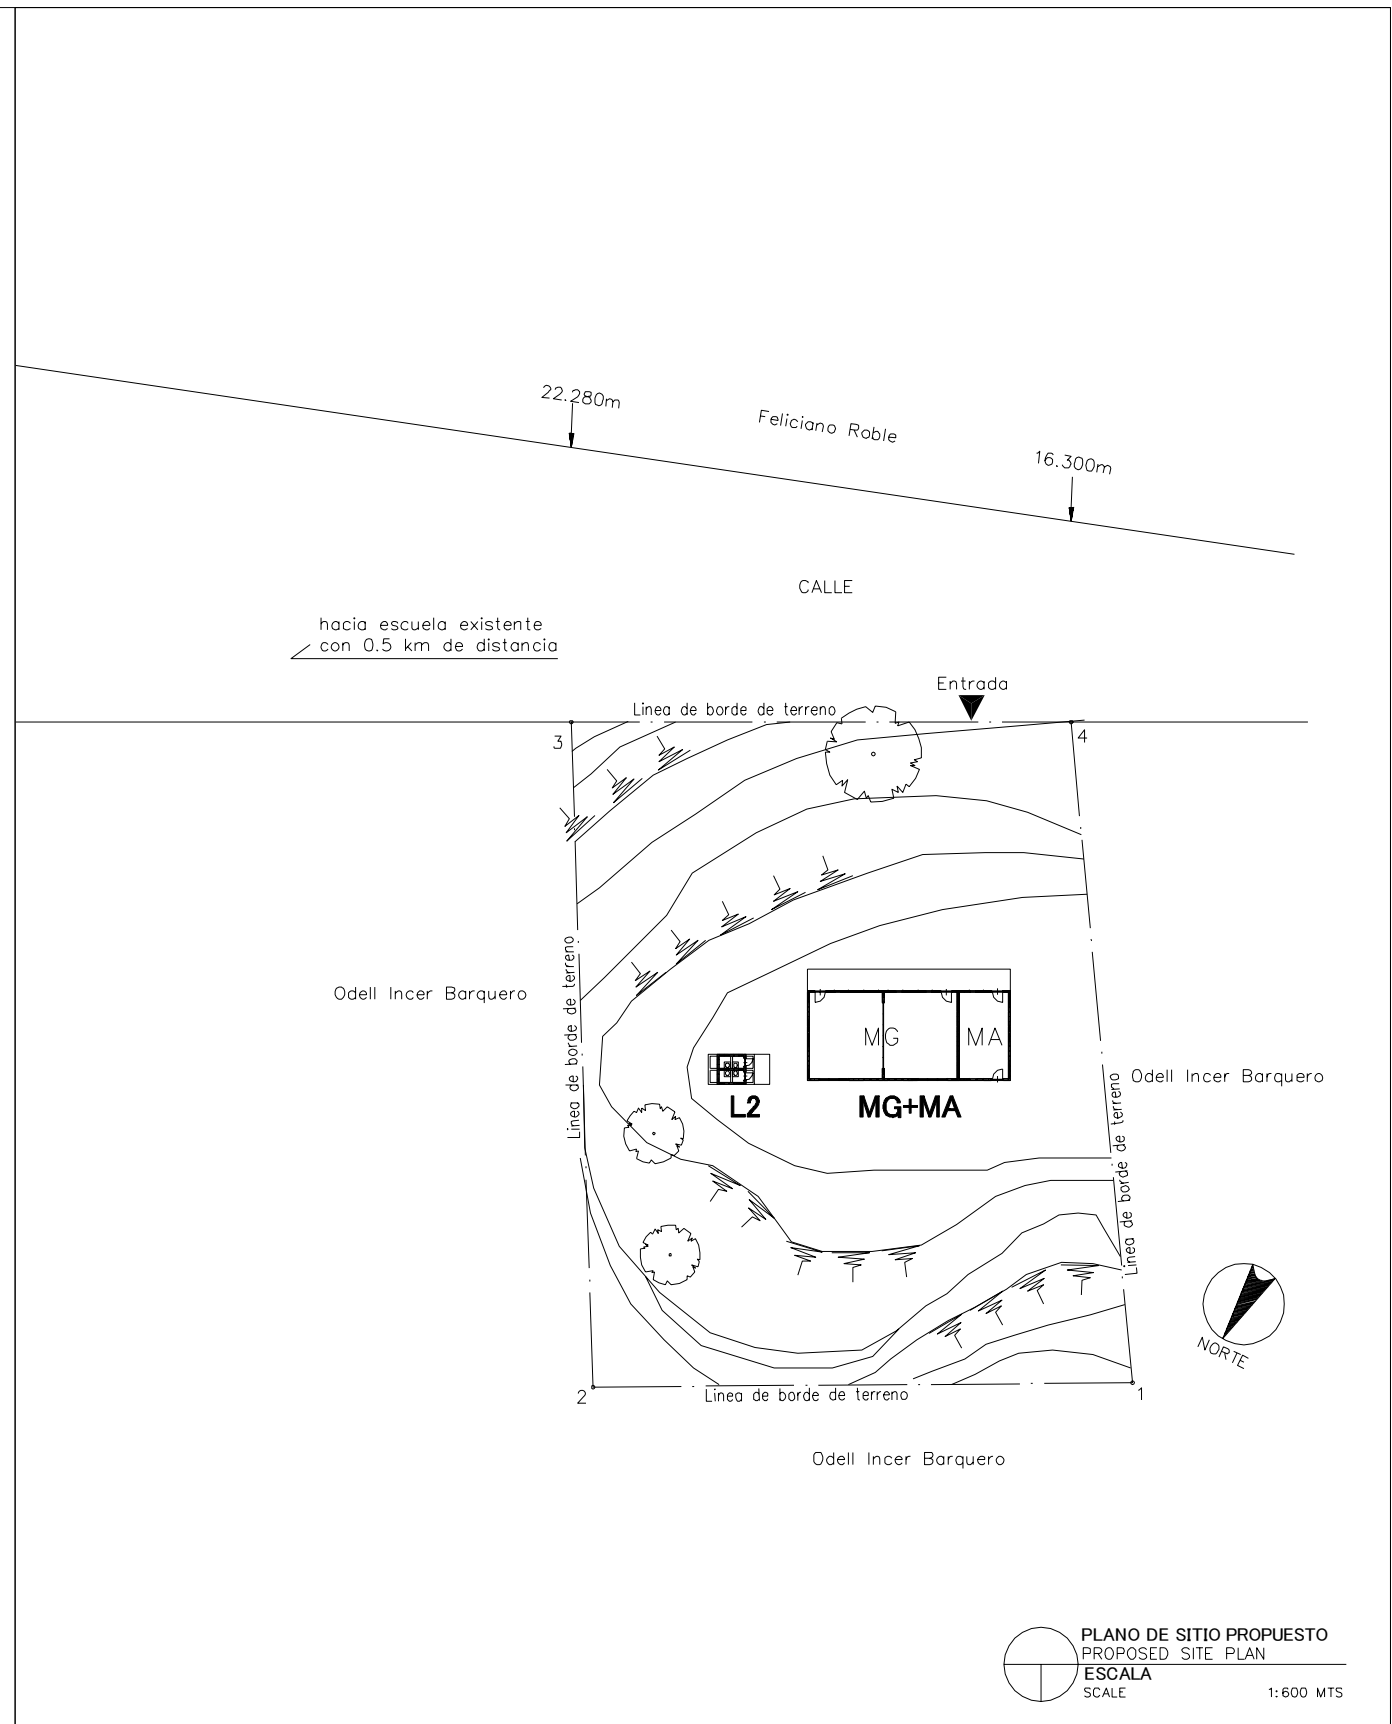 22.280m
Feliciano Roble
16.300m
CALLE
hacia escuela existente
con 0.5 km de distancia
Entrada
Linea de borde de terreno
3
4
Linea de borde de terreno
Odell Incer Barquero
MG
MA
Odell Incer Barquero
L2
MG+MA
Linea de borde de terreno
NORTE
2
Linea de borde de terreno
1
Odell Incer Barquero
PLANO DE SITIO PROPUESTO
PROPOSED SITE PLAN
ESCALA
SCALE 1:600 MTS